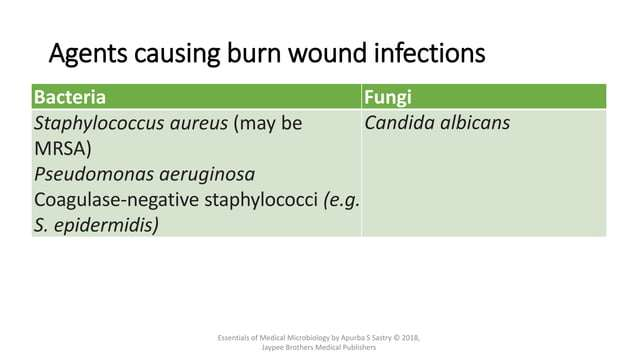 Agents causing burn wound infections
Bacteria
Fungi
Staphylococcus aureus (may be
MRSA)
Pseudomonas aeruginosa
Coagulase-negative staphylococci (e.g.
S. epidermidis)
Candida albicans
Essentials of Medical Microbiology by Apurba S Sastry © 2018,
Jaypee Brothers Medical Publishers